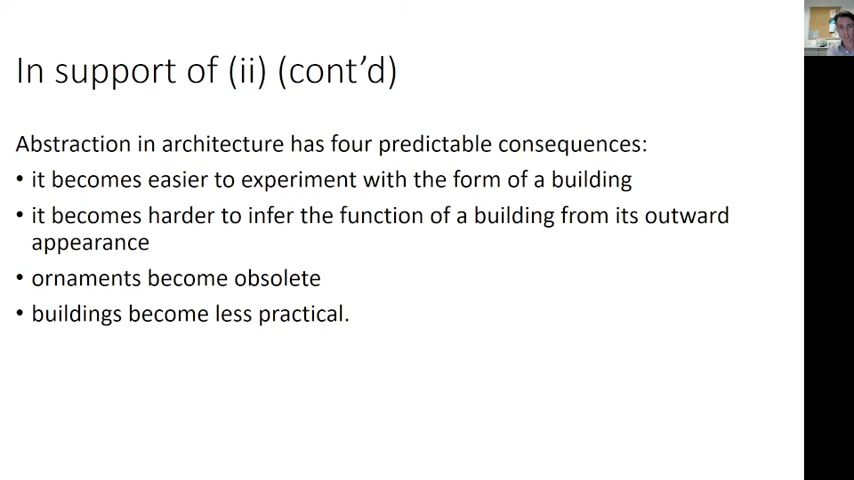 In support of (ii) (cont’d)
Abstraction in architecture has four predictable consequences:
• it becomes easier to experiment with the form of a building
• it becomes harder to infer the function of a building from its outward
appearance
• ornaments become obsolete
• buildings become less practical.